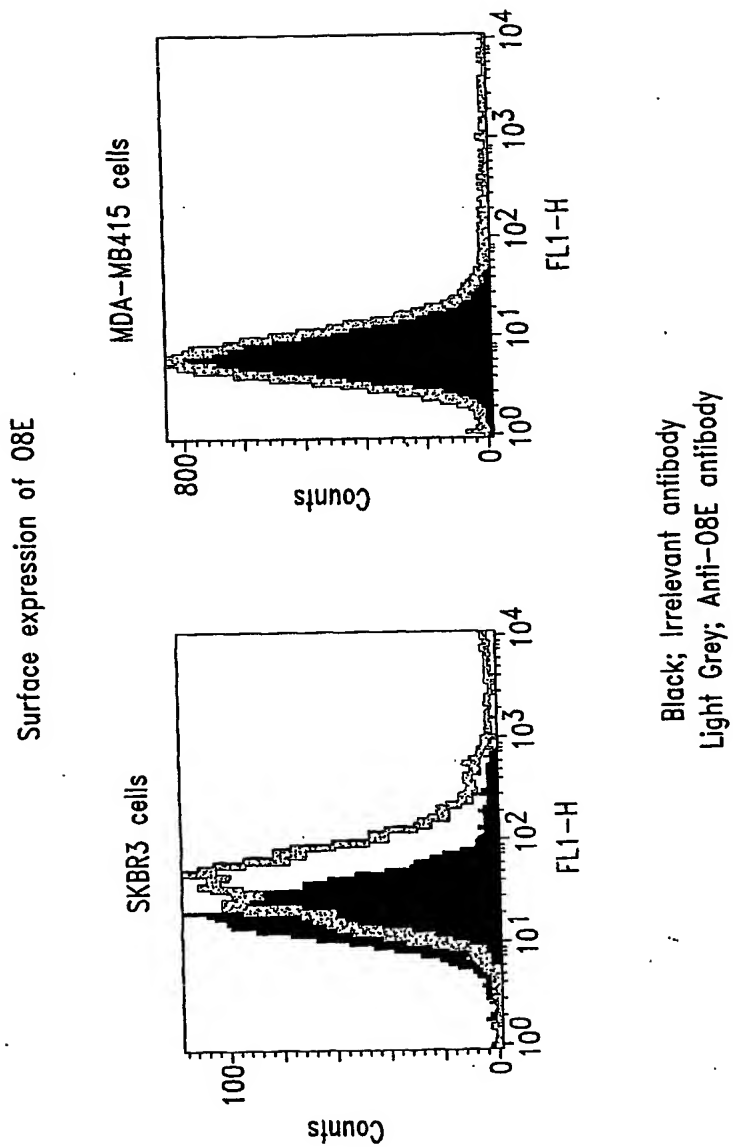 Surface expression of O8E
SKBR3 cells
Counts
100
0
10^0 10^1 10^2 10^3 10^4
FL1-H
MDA-MB415 cells
Counts
800
0
10^0 10^1 10^2 10^3 10^4
FL1-H
Black; Irrelevant antibody
Light Grey; Anti-O8E antibody